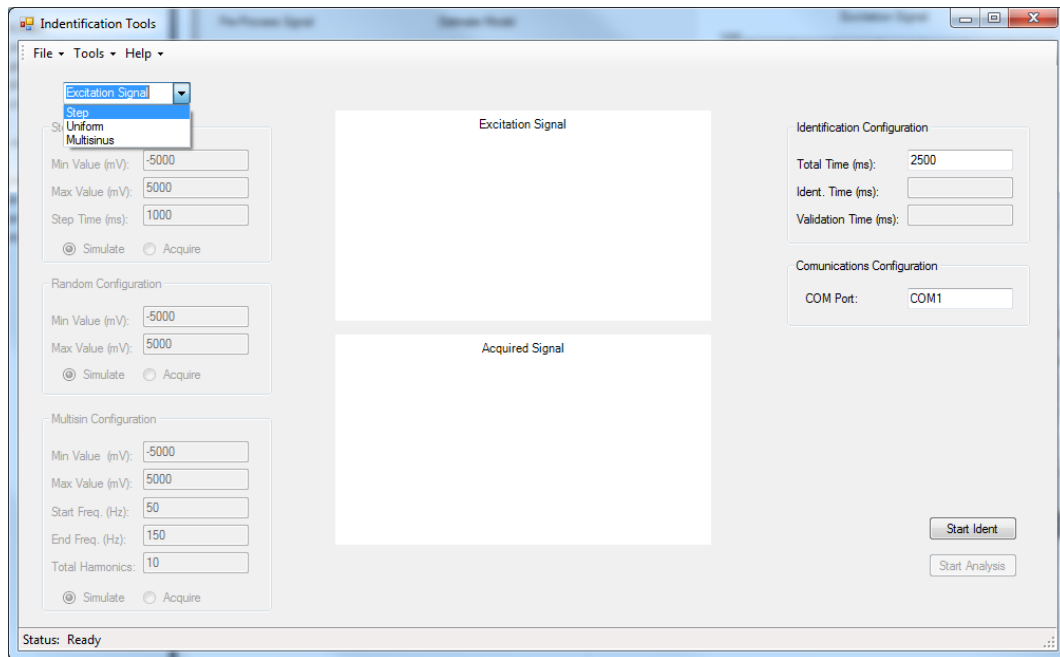 Indentification Tools
File Tools Help
Excitation Signal
Step
Uniform
Multisinus
Min Value (mV): -5000
Max Value (mV): 5000
Step Time (ms): 1000
Simulate Acquire
Random Configuration
Min Value (mV): -5000
Max Value (mV): 5000
Simulate Acquire
Multisin Configuration
Min Value (mV): -5000
Max Value (mV): 5000
Start Freq. (Hz): 50
End Freq. (Hz): 150
Total Harmonics: 10
Simulate Acquire
Excitation Signal
Acquired Signal
Identification Configuration
Total Time (ms): 2500
Ident. Time (ms):
Validation Time (ms):
Comunications Configuration
COM Port: COM1
Start Ident
Start Analysis
Status: Ready